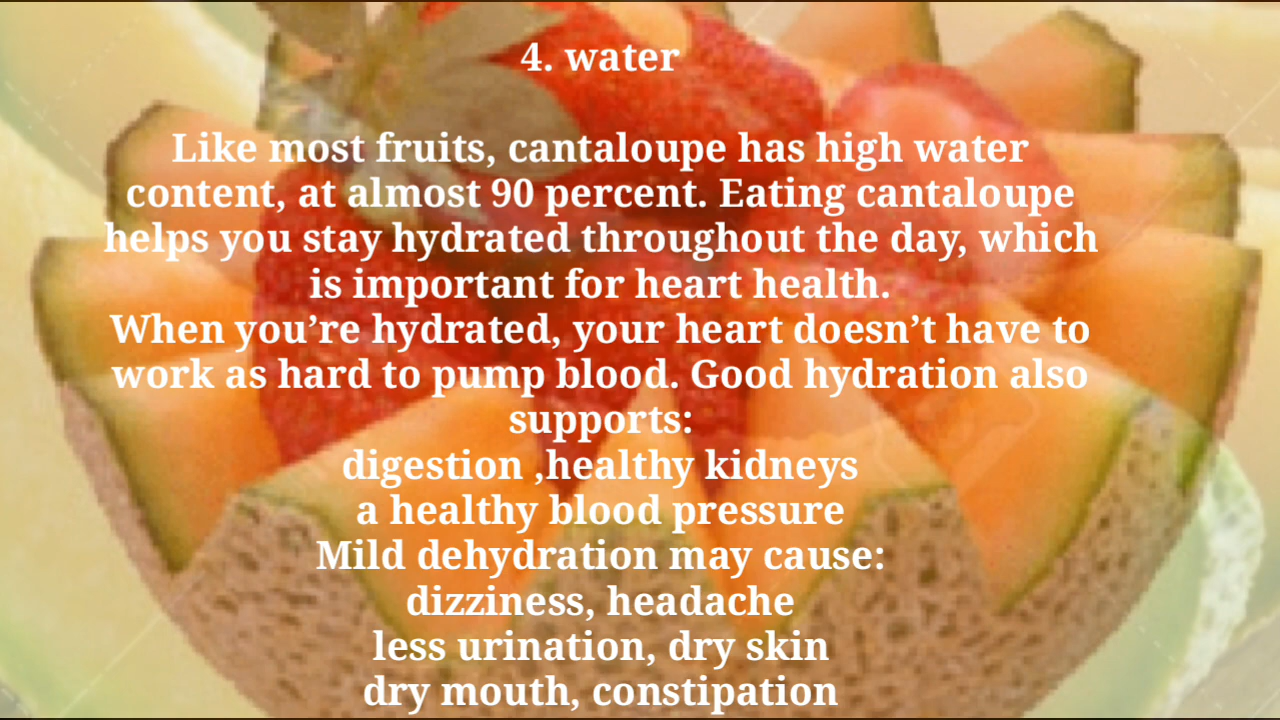 4. water
Like most fruits, cantaloupe has high water
content, at almost 90 percent. Eating cantaloupe
helps you stay hydrated throughout the day, which
is important for heart health.
When you’re hydrated, your heart doesn’t have to
work as hard to pump blood. Good hydration also
supports:
digestion ,healthy kidneys
a healthy blood pressure
Mild dehydration may cause:
dizziness, headache
less urination, dry skin
dry mouth, constipation